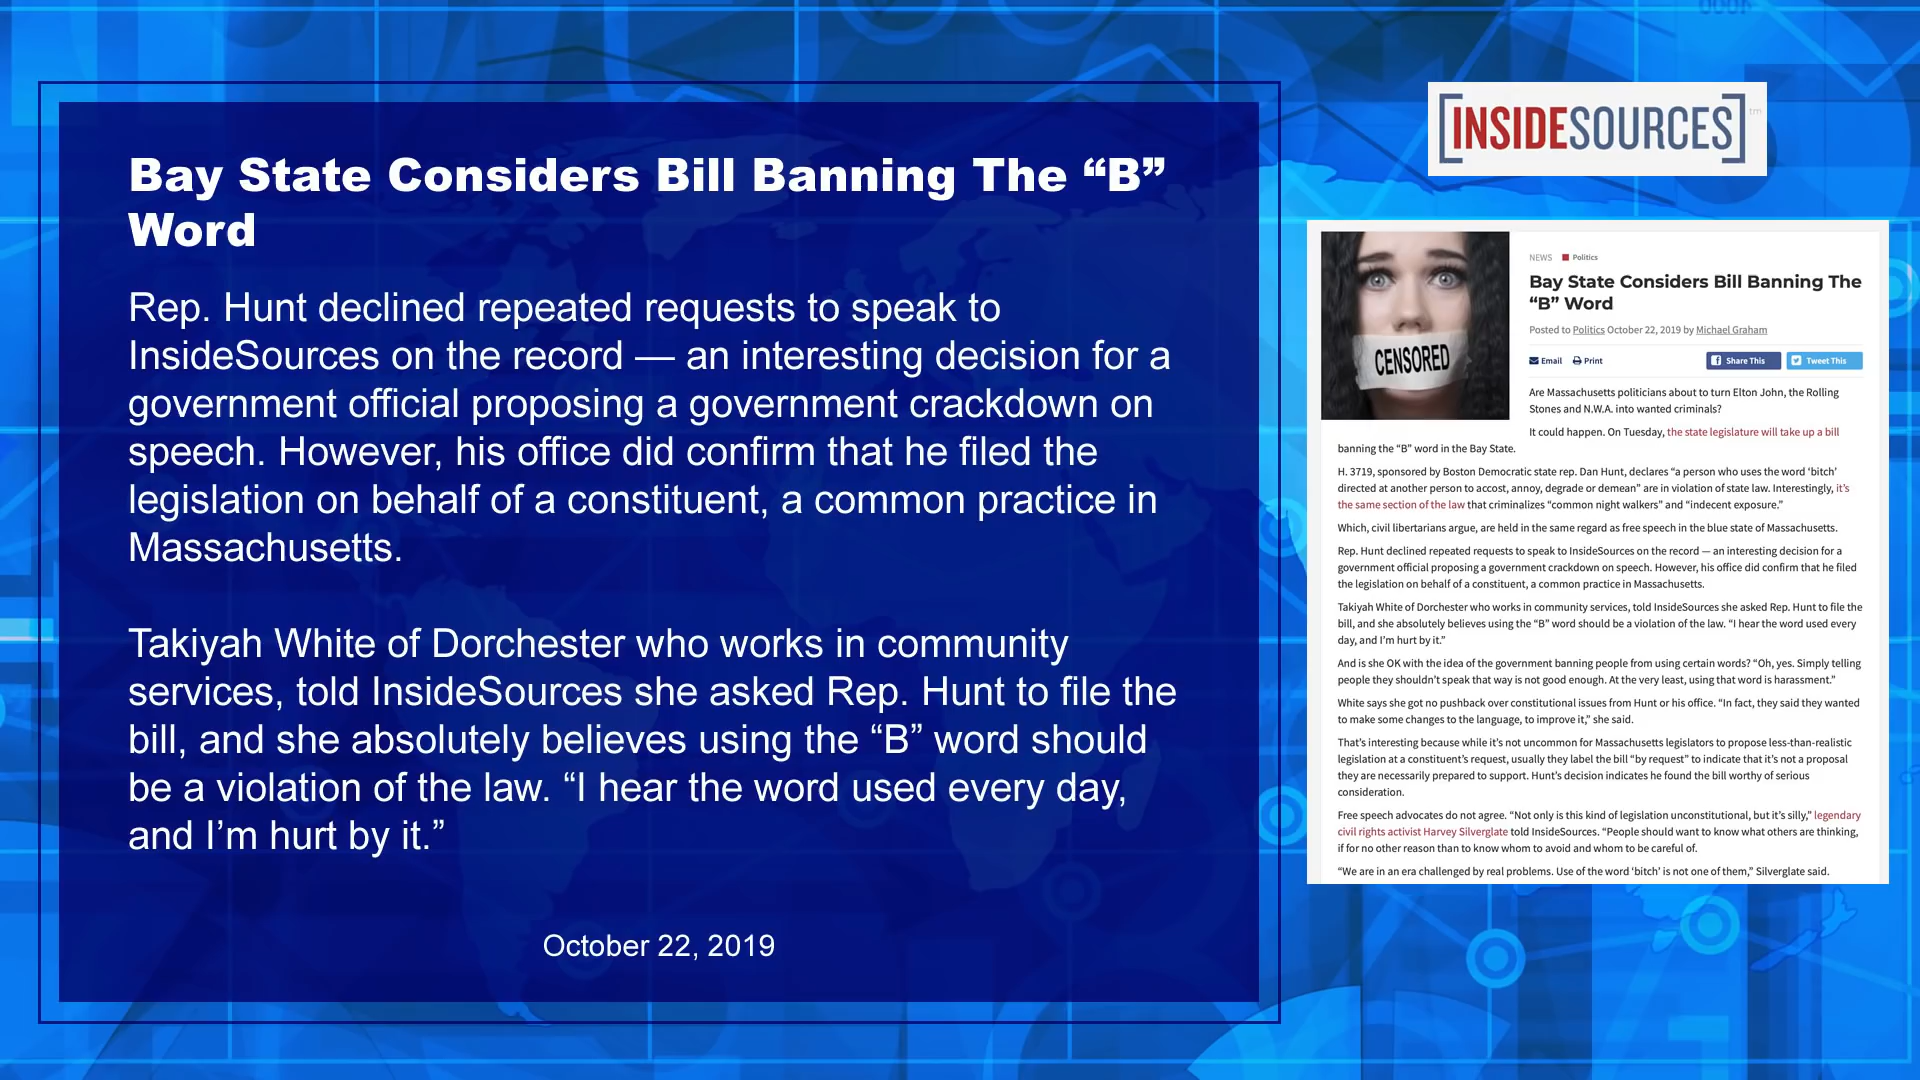 Bay State Considers Bill Banning The “B”
Word
Rep. Hunt declined repeated requests to speak to
InsideSources on the record — an interesting decision for a
government official proposing a government crackdown on
speech. However, his office did confirm that he filed the
legislation on behalf of a constituent, a common practice in
Massachusetts.
Takiyah White of Dorchester who works in community
services, told InsideSources she asked Rep. Hunt to file the
bill, and she absolutely believes using the “B” word should
be a violation of the law. “I hear the word used every day,
and I’m hurt by it.”
October 22, 2019
[INSIDESOURCES] tm
CENSORED
NEWS Politics
Bay State Considers Bill Banning The
“B” Word
Posted to Politics October 22, 2019 by Michael Graham
Email Print Share This Tweet This
Are Massachusetts politicians about to turn Elton John, the Rolling
Stones and N.W.A. into wanted criminals?
It could happen. On Tuesday, the state legislature will take up a bill
banning the “B” word in the Bay State.
H. 3719, sponsored by Boston Democratic state rep. Dan Hunt, declares “a person who uses the word ‘bitch’
directed at another person to accost, annoy, degrade or demean” are in violation of state law. Interestingly, it’s
the same section of the law that criminalizes “common night walkers” and “indecent exposure.”
Which, civil libertarians argue, are held in the same regard as free speech in the blue state of Massachusetts.
Rep. Hunt declined repeated requests to speak to InsideSources on the record — an interesting decision for a
government official proposing a government crackdown on speech. However, his office did confirm that he filed
the legislation on behalf of a constituent, a common practice in Massachusetts.
Takiyah White of Dorchester who works in community services, told InsideSources she asked Rep. Hunt to file the
bill, and she absolutely believes using the “B” word should be a violation of the law. “I hear the word used every
day, and I’m hurt by it.”
And is she OK with the idea of the government banning people from using certain words? “Oh, yes. Simply telling
people they shouldn’t speak that way is not good enough. At the very least, using that word is harassment.”
White says she got no pushback over constitutional issues from Hunt or his office. “In fact, they said they wanted
to make some changes to the language, to improve it,” she said.
That’s interesting because while it’s not uncommon for Massachusetts legislators to propose less-than-realistic
legislation at a constituent’s request, usually they label the bill “by request” to indicate that it’s not a proposal
they are necessarily prepared to support. Hunt’s decision indicates he found the bill worthy of serious
consideration.
Free speech advocates do not agree. “Not only is this kind of legislation unconstitutional, but it’s silly,” legendary
civil rights activist Harvey Silverglate told InsideSources. “People should want to know what others are thinking,
if for no other reason than to know whom to avoid and whom to be careful of.
“We are in an era challenged by real problems. Use of the word ‘bitch’ is not one of them,” Silverglate said.